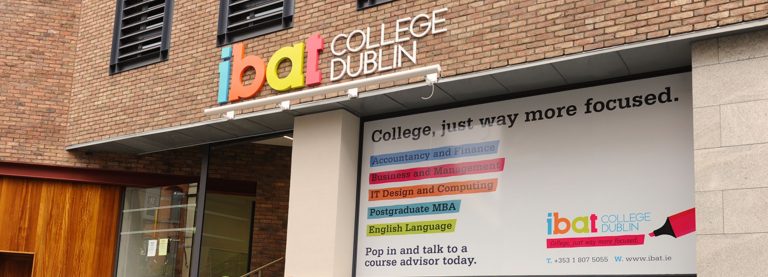 ibat COLLEGE
DUBLIN
College, just way more focused.
Accountancy and Finance
Business and Management
IT Design and Computing
Postgraduate MBA
English Language
Pop in and talk to a
course advisor today.
ibat COLLEGE
DUBLIN
College, just way more focused.
T. +353 1 807 5055 W. www.ibat.ie